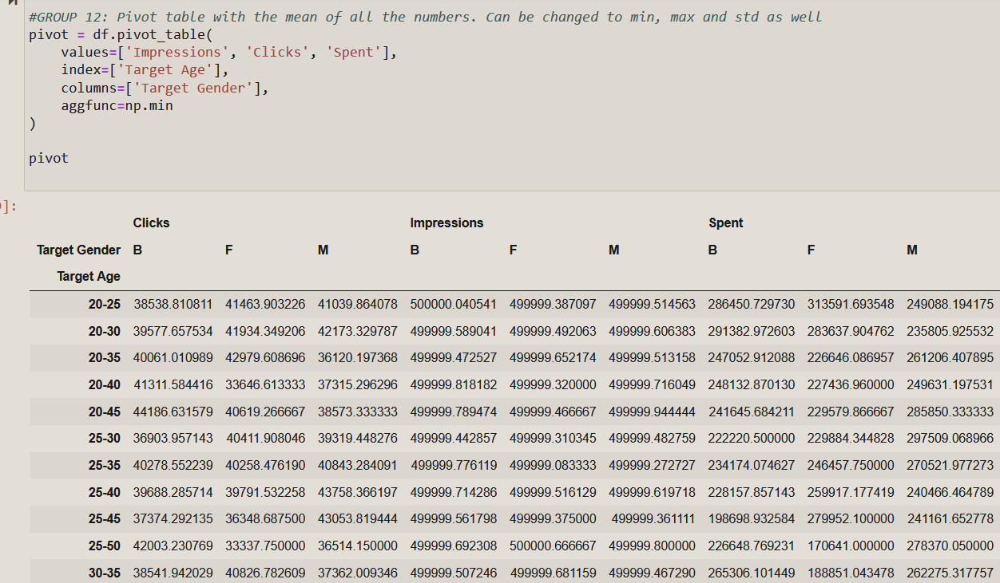 #GROUP 12: Pivot table with the mean of all the numbers. Can be changed to min, max and std as well
pivot = df.pivot_table(
    values=['Impressions', 'Clicks', 'Spent'],
    index=['Target Age'],
    columns=['Target Gender'],
    aggfunc=np.min
)
pivot
]:
Clicks Impressions Spent
Target Gender B F M B F M B F M
Target Age
20-25 38538.810811 41463.903226 41039.864078 500000.040541 499999.387097 499999.514563 286450.729730 313591.693548 249088.194175
20-30 39577.657534 41934.349206 42173.329787 499999.589041 499999.492063 499999.606383 291382.972603 283637.904762 235805.925532
20-35 40061.010989 42979.608696 36120.197368 499999.472527 499999.652174 499999.513158 247052.912088 226646.086957 261206.407895
20-40 41311.584416 33646.613333 37315.296296 499999.818182 499999.320000 499999.716049 248132.870130 227436.960000 249631.197531
20-45 44186.631579 40619.266667 38573.333333 499999.789474 499999.466667 499999.944444 241645.684211 229579.866667 285850.333333
25-30 36903.957143 40411.908046 39319.448276 499999.442857 499999.310345 499999.482759 222220.500000 229884.344828 297509.068966
25-35 40278.552239 40258.476190 40843.284091 499999.776119 499999.083333 499999.272727 234174.074627 246457.750000 270521.977273
25-40 39688.285714 39791.532258 43758.366197 499999.714286 499999.516129 499999.619718 228157.857143 259917.177419 240466.464789
25-45 37374.292135 36348.687500 43053.819444 499999.561798 499999.375000 499999.361111 198698.932584 279952.100000 241161.652778
25-50 42003.230769 33337.750000 36514.150000 499999.692308 500000.666667 499999.800000 226648.769231 170641.000000 278370.050000
30-35 38541.942029 40826.782609 37362.009346 499999.507246 499999.681159 499999.467290 265306.101449 188851.043478 262275.317757